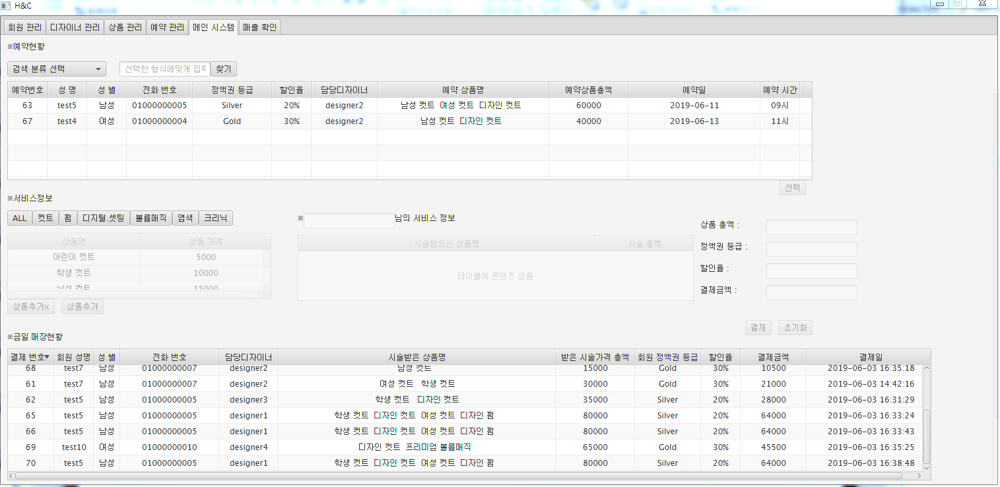 H&C
회원 관리 디자이너 관리 상품 관리 예약 관리 메인 시스템 매출 확인
※예약현황
검색 분류 선택 선택한 형식에맞게 입력 찾기
예약번호 성 명 성 별 전화 번호 정액권 등급 할인율 담당디자이너 예약 상품명 예약상품총액 예약일 예약 시간
63 test5 남성 01000000005 Silver 20% designer2 남성 컷트 여성 컷트 디자인 컷트 60000 2019-06-11 09시
67 test4 여성 01000000004 Gold 30% designer2 남성 컷트 디자인 컷트 40000 2019-06-13 11시
선택
※서비스정보
ALL 컷트 펌 디지털.셋팅 볼륨매직 염색 크리닉
※ 님의 서비스 정보
상품명 상품 가격
어린이 컷트 5000
학생 컷트 10000
남성 컷트 15000
상품추가x 상품추가
시술받으신 상품명 시술 총액
테이블에 콘텐츠 없음
상품 총액 :
정액권 등급 :
할인율 :
결제금액 :
결제 초기화
※금일 매장현황
결제 번호▼ 회원 성명 성 별 전화 번호 담당디자이너 시술받은 상품명 받은 시술가격 총액 회원 정액권 등급 할인율 결제금액 결제일
68 test7 남성 01000000007 designer2 남성 컷트 15000 Gold 30% 10500 2019-06-03 16:35:18
61 test7 남성 01000000007 designer2 여성 컷트 학생 컷트 30000 Gold 30% 21000 2019-06-03 14:42:16
62 test5 남성 01000000005 designer3 학생 컷트 디자인 컷트 35000 Silver 20% 28000 2019-06-03 16:31:29
65 test5 남성 01000000005 designer1 학생 컷트 디자인 컷트 여성 컷트 디자인 펌 80000 Silver 20% 64000 2019-06-03 16:33:24
66 test5 남성 01000000005 designer1 학생 컷트 디자인 컷트 여성 컷트 디자인 펌 80000 Silver 20% 64000 2019-06-03 16:33:43
69 test10 여성 01000000010 designer4 디자인 컷트 프리미엄 볼륨매직 65000 Gold 30% 45500 2019-06-03 16:35:25
70 test5 남성 01000000005 designer1 학생 컷트 디자인 컷트 여성 컷트 디자인 펌 80000 Silver 20% 64000 2019-06-03 16:38:48